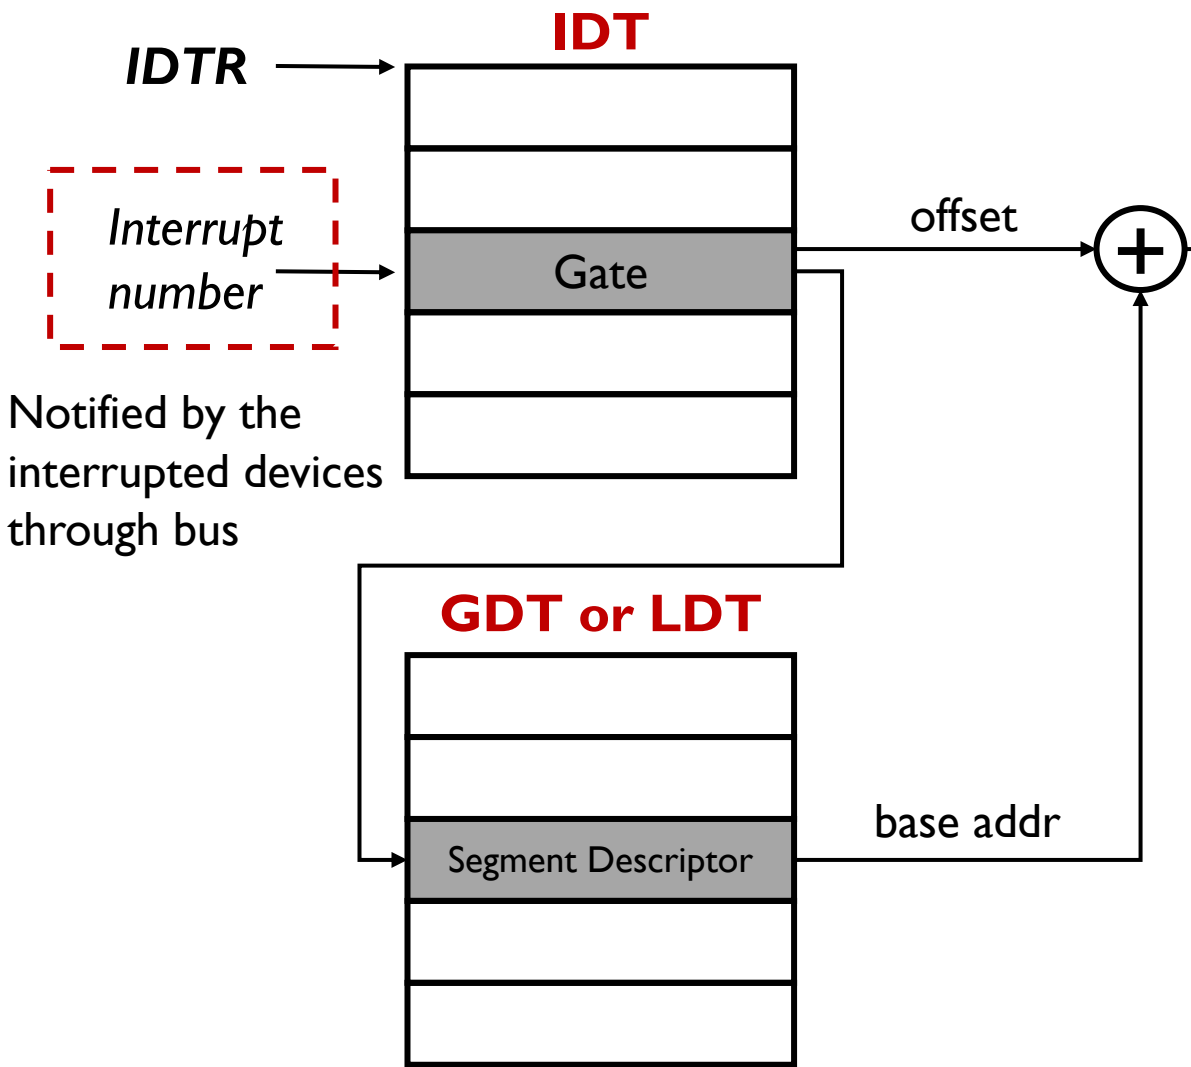 IDT
IDTR
Interrupt
number
Gate
offset
+
Notified by the
interrupted devices
through bus
GDT or LDT
Segment Descriptor
base addr